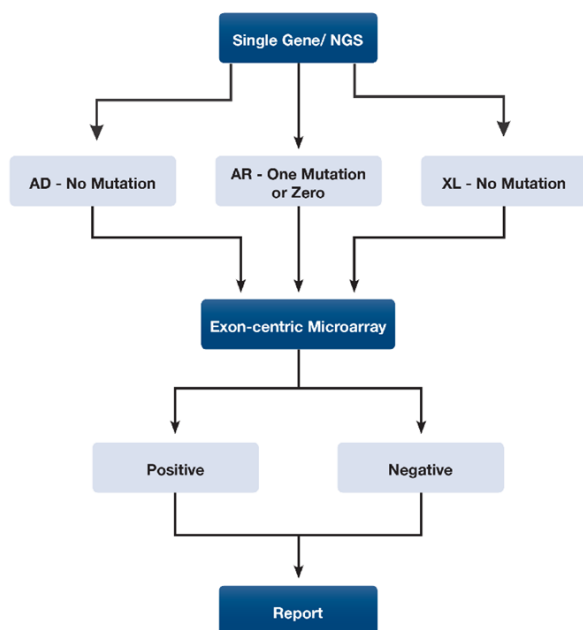 Single Gene/ NGS
AD - No Mutation
AR - One Mutation
or Zero
XL - No Mutation
Exon-centric Microarray
Positive
Negative
Report